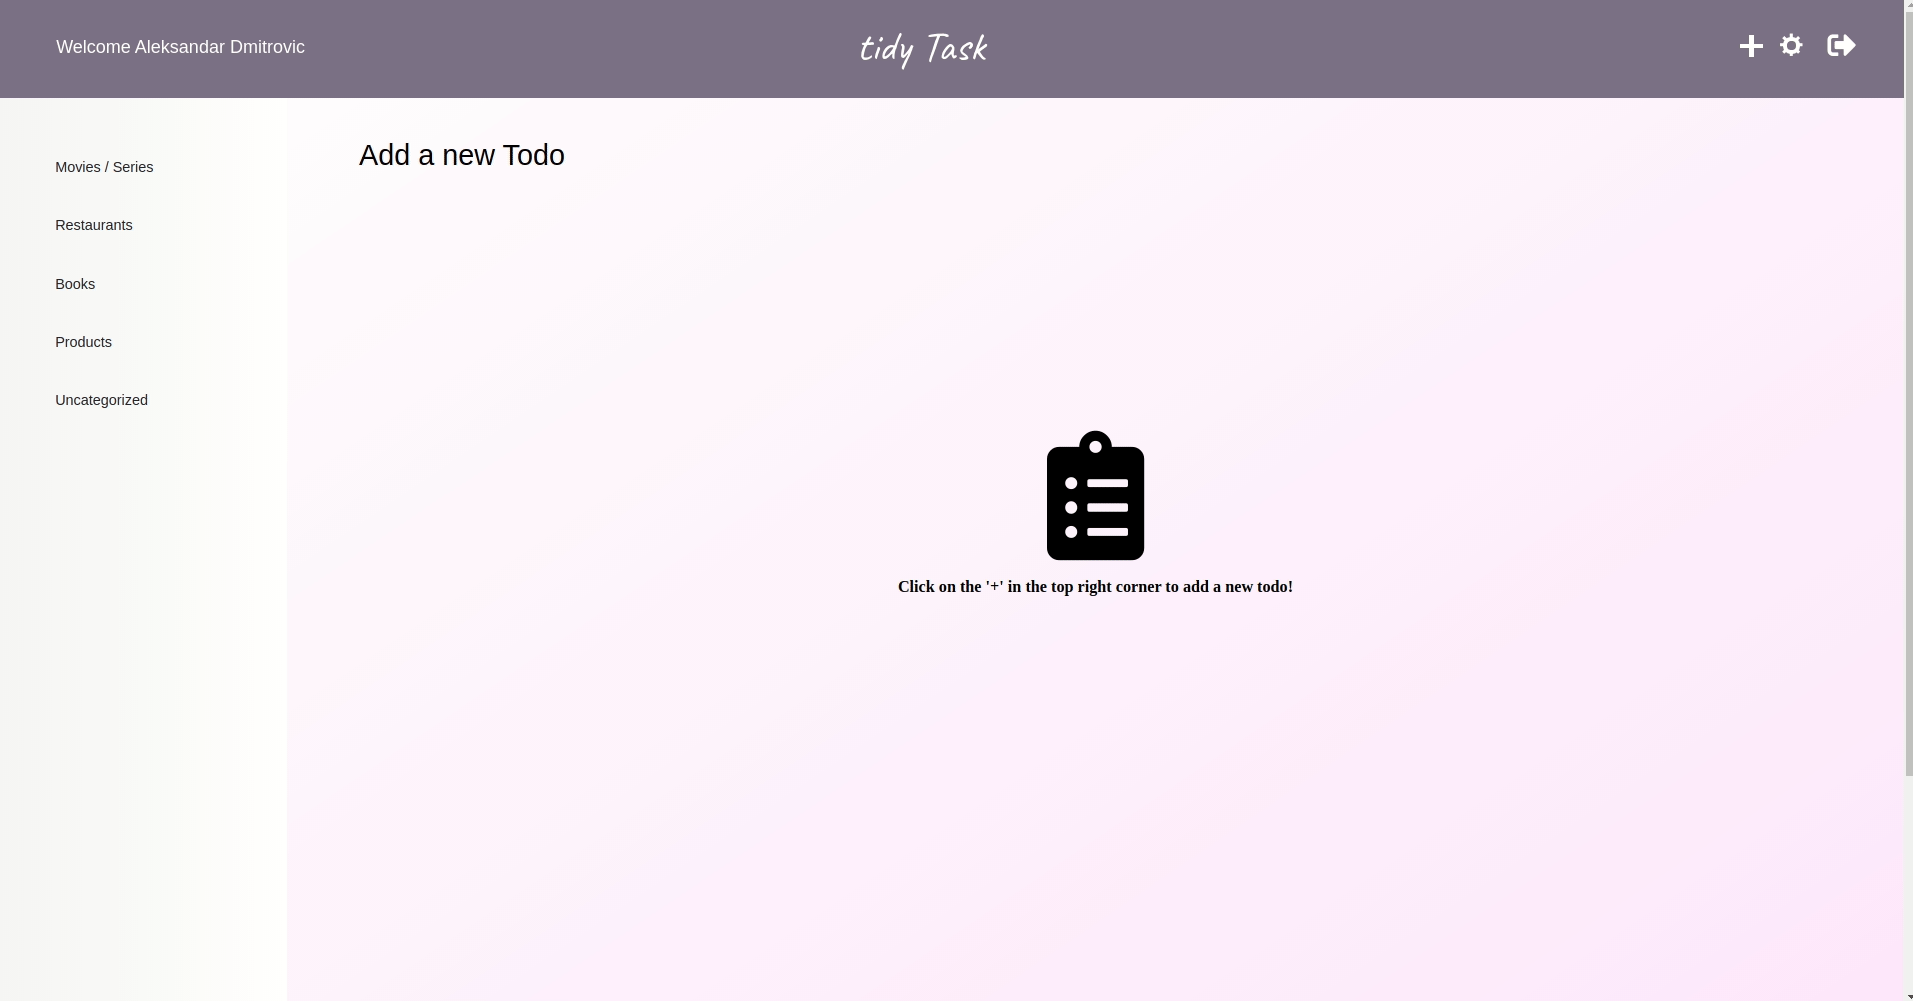 Welcome Aleksandar Dmitrovic
tidy Task
Movies / Series
Restaurants
Books
Products
Uncategorized
Add a new Todo
Click on the '+' in the top right corner to add a new todo!